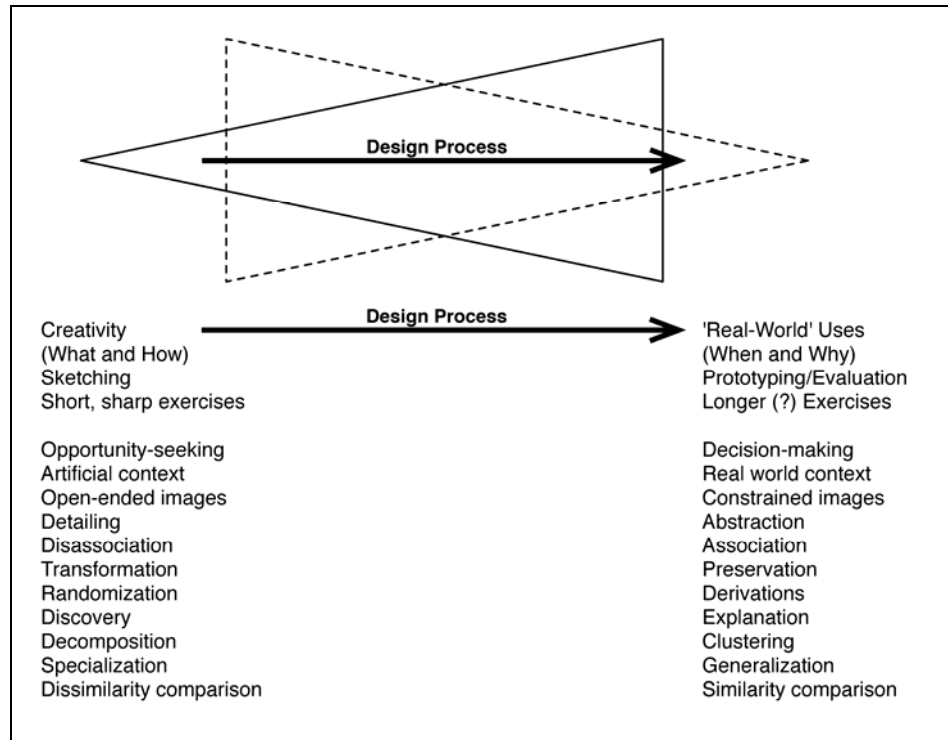 Design Process
Design Process
Creativity
(What and How)
Sketching
Short, sharp exercises
Opportunity-seeking
Artificial context
Open-ended images
Detailing
Disassociation
Transformation
Randomization
Discovery
Decomposition
Specialization
Dissimilarity comparison
'Real-World' Uses
(When and Why)
Prototyping/Evaluation
Longer (?) Exercises
Decision-making
Real world context
Constrained images
Abstraction
Association
Preservation
Derivations
Explanation
Clustering
Generalization
Similarity comparison